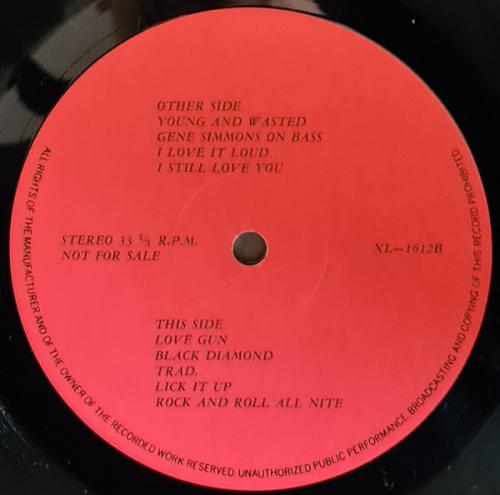 OTHER SIDE
YOUNG AND WASTED
GENE SIMMONS ON BASS
I LOVE IT LOUD
I STILL LOVE YOU
STEREO 33 ⅓ R.P.M.
NOT FOR SALE
XL—1612B
THIS SIDE
LOVE GUN
BLACK DIAMOND
TRAD.
LICK IT UP
ROCK AND ROLL ALL NITE
ALL RIGHTS OF THE MANUFACTURER AND OF THE OWNER OF THE RECORDED WORK RESERVED. UNAUTHORIZED PUBLIC PERFORMANCE BROADCASTING AND COPYING OF THIS RECORD PROHIBITED.